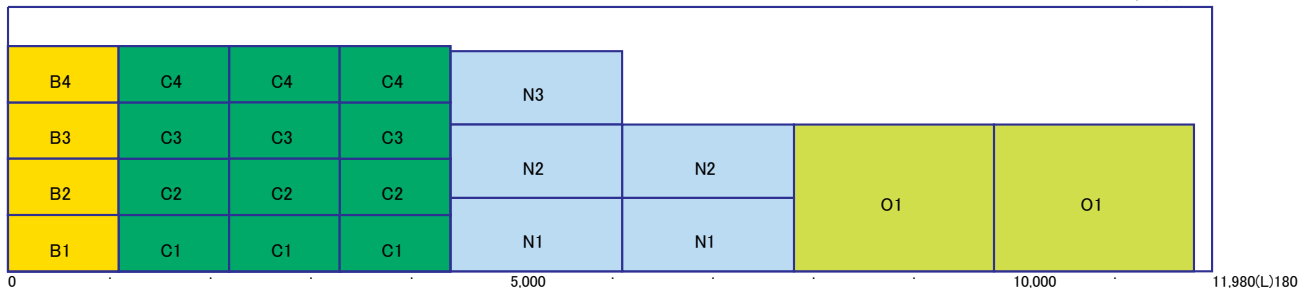 B4 C4 C4 C4 N3
B3 C3 C3 C3 N2 N2
B2 C2 C2 C2 O1 O1
B1 C1 C1 C1 N1 N1
0 5,000 10,000 11,980(L)180